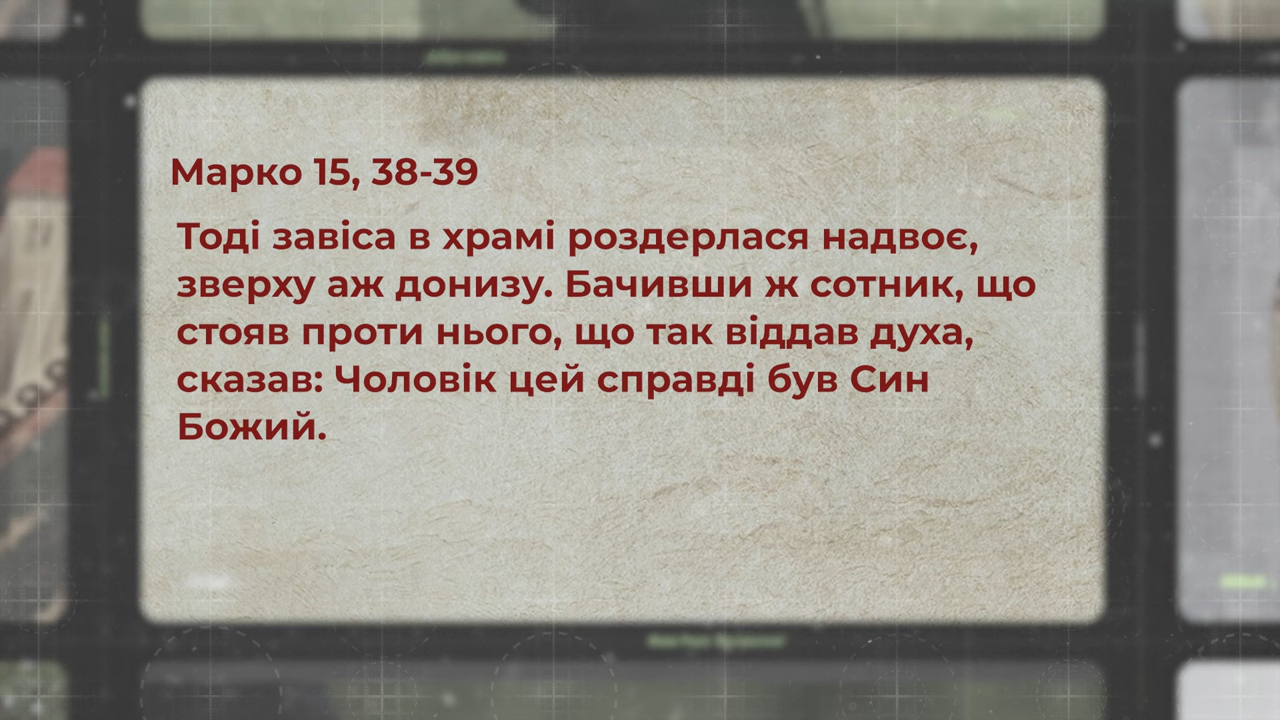 Марко 15, 38-39
Тоді завіса в храмі роздерлася надвоє,
зверху аж донизу. Бачивши ж сотник, що
стояв проти нього, що так віддав духа,
сказав: Чоловік цей справді був Син
Божий.